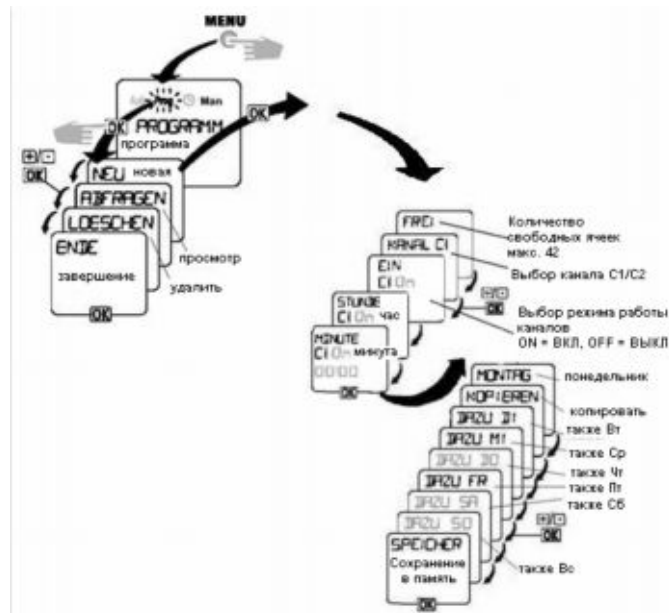 MENU
Man
OK PROGRAMM
программа
OK
+/-
OK
NEU новая
ABFRAGEN
LOESCHEN
ENDE
завершение
OK
просмотр
удалить
FREI
Количество
свободных ячеек
макс. 42
KANAL C1
Выбор канала C1/C2
EIN
C1 On
+/-
OK
Выбор режима работы
каналов
ON = ВКЛ, OFF = ВЫКЛ
STUNDE
C1 On час
MINUTE
C1 On минута
00:00
OK
MONTAG
понедельник
KOPIEREN
копировать
DAZU DI
также Вт
DAZU MI
также Ср
DAZU DO
также Чт
DAZU FR
также Пт
DAZU SA
также Сб
DAZU SO
также Вс
+/-
OK
SPEICHER
Сохранение
в память
OK